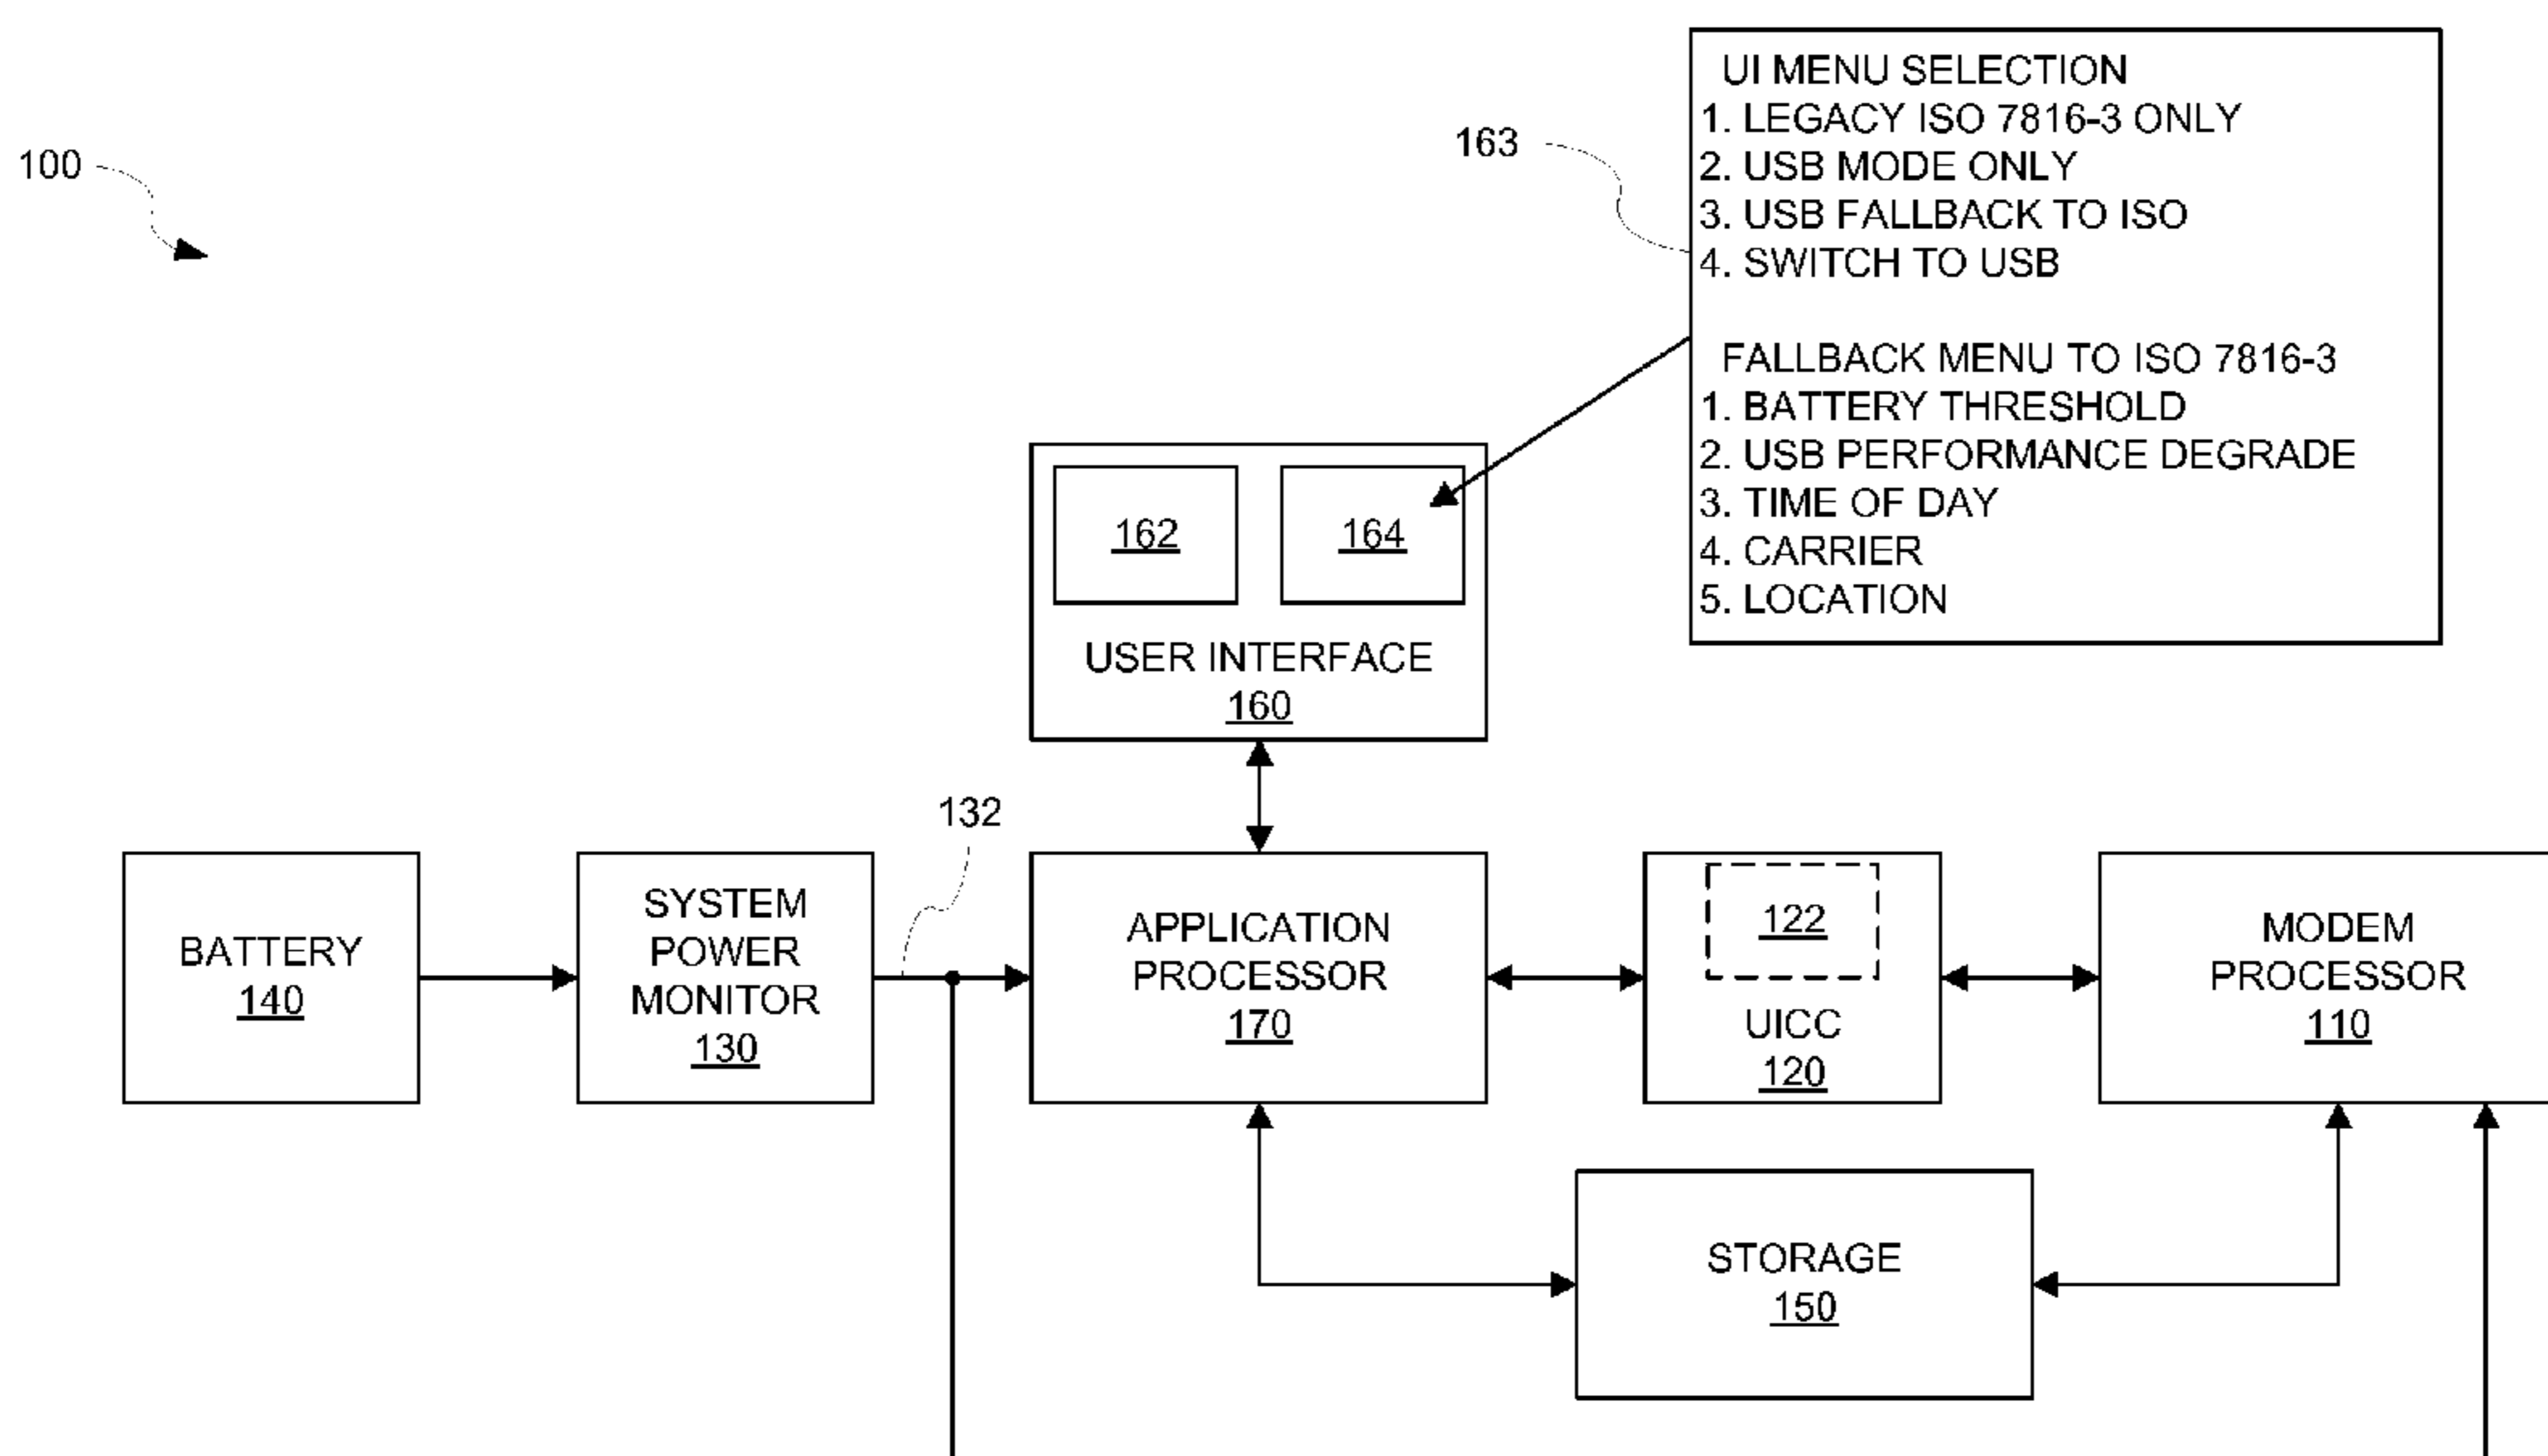 UI MENU SELECTION
1. LEGACY ISO 7816-3 ONLY
2. USB MODE ONLY
3. USB FALLBACK TO ISO
4. SWITCH TO USB
FALLBACK MENU TO ISO 7816-3
1. BATTERY THRESHOLD
2. USB PERFORMANCE DEGRADE
3. TIME OF DAY
4. CARRIER
5. LOCATION
163
100
162
164
USER INTERFACE
160
132
BATTERY
140
SYSTEM
POWER
MONITOR
130
APPLICATION
PROCESSOR
170
122
UICC
120
MODEM
PROCESSOR
110
STORAGE
150